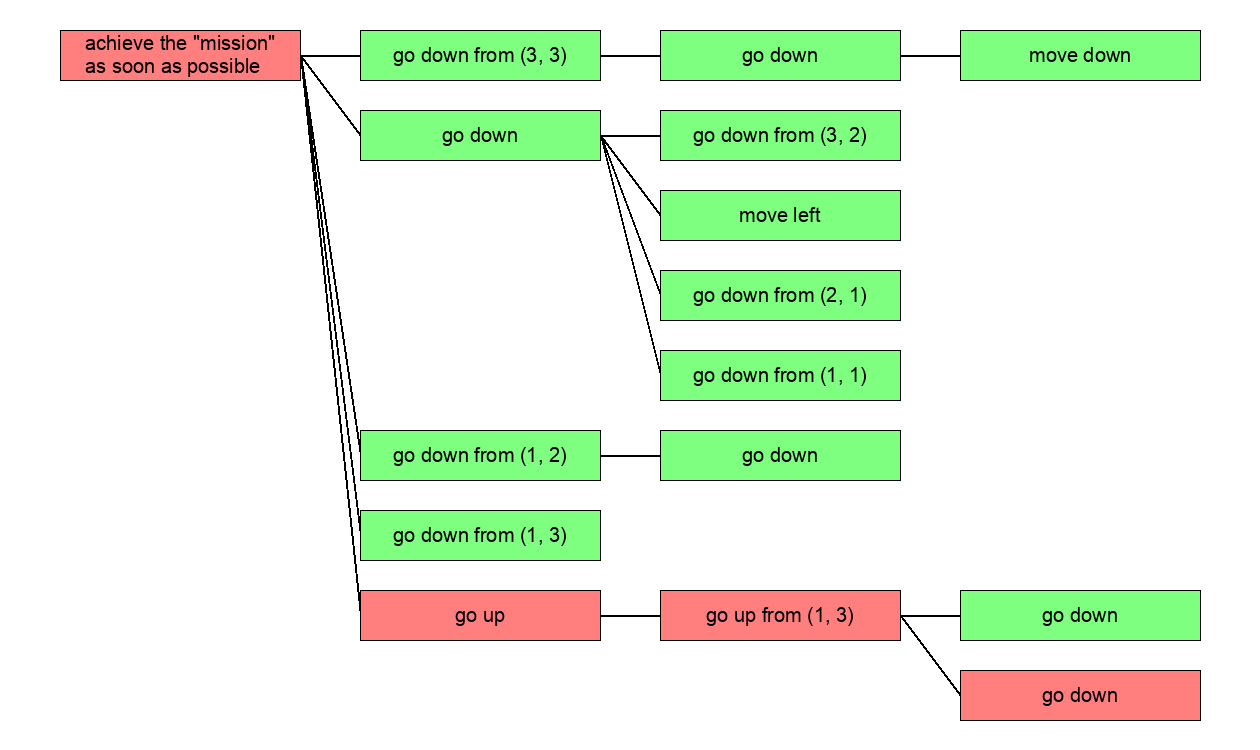 achieve the "mission"
as soon as possible
go down from (3, 3)
go down
move down
go down
go down from (3, 2)
move left
go down from (2, 1)
go down from (1, 1)
go down from (1, 2)
go down
go down from (1, 3)
go up
go up from (1, 3)
go down
go down